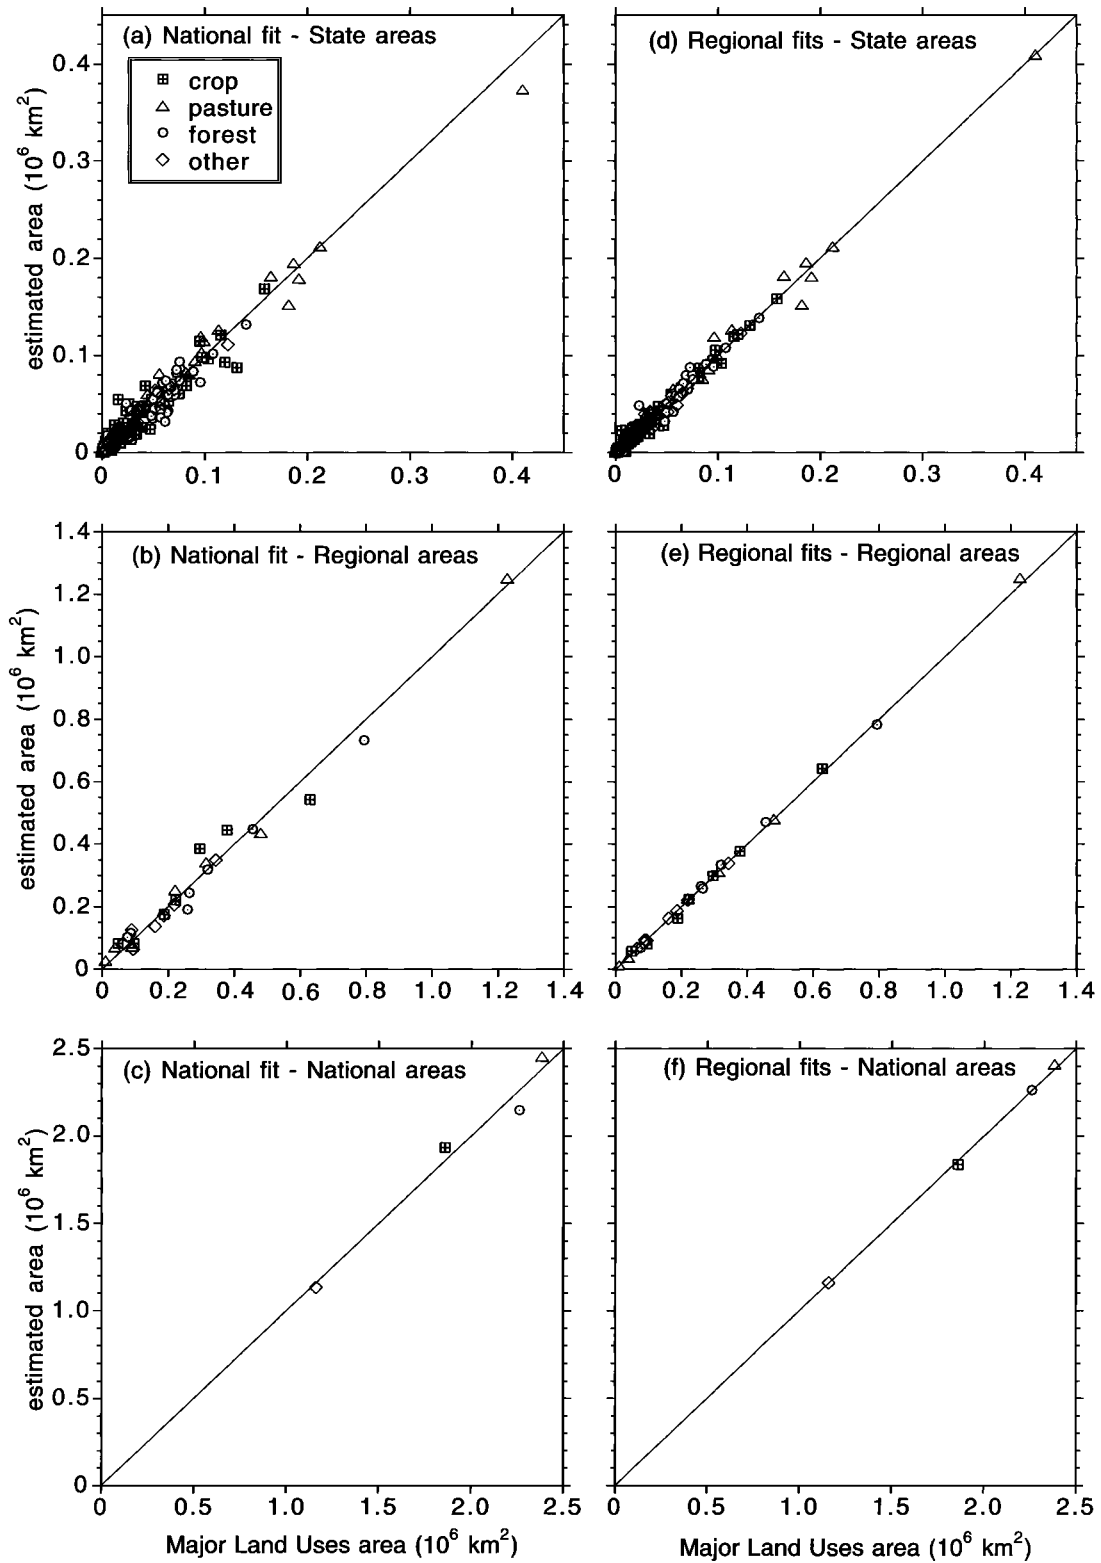 (a) National fit - State areas
crop
pasture
forest
other
estimated area (10⁶ km²)
0.4
0.3
0.2
0.1
0
0 0.1 0.2 0.3 0.4
(d) Regional fits - State areas
0 0.1 0.2 0.3 0.4
(b) National fit - Regional areas
estimated area (10⁶ km²)
1.4
1.2
1.0
0.8
0.6
0.4
0.2
0
0 0.2 0.4 0.6 0.8 1.0 1.2 1.4
(e) Regional fits - Regional areas
0 0.2 0.4 0.6 0.8 1.0 1.2 1.4
(c) National fit - National areas
estimated area (10⁶ km²)
2.5
2.0
1.5
1.0
0.5
0
0 0.5 1.0 1.5 2.0 2.5
Major Land Uses area (10⁶ km²)
(f) Regional fits - National areas
0 0.5 1.0 1.5 2.0 2.5
Major Land Uses area (10⁶ km²)